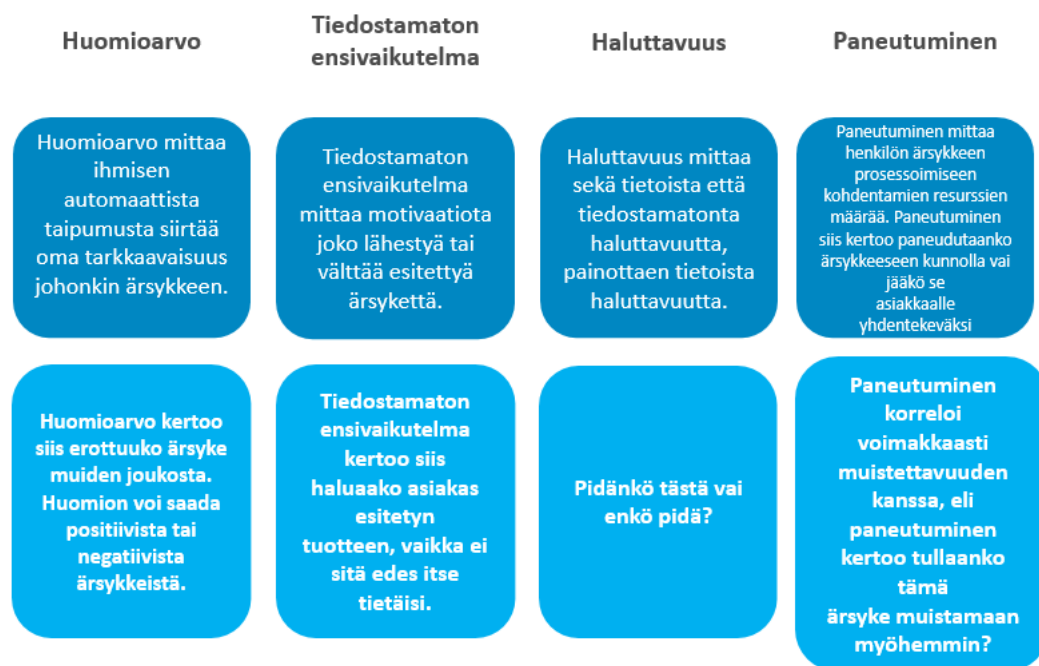 Huomioarvo
Tiedostamaton
ensivaikutelma
Haluttavuus
Paneutuminen
Huomioarvo mittaa
ihmisen
automaattista
taipumusta siirtää
oma tarkkaavaisuus
johonkin ärsykkeen.
Tiedostamaton
ensivaikutelma
mittaa motivaatiota
joko lähestyä tai
välttää esitettyä
ärsykettä.
Haluttavuus mittaa
sekä tietoista että
tiedostamatonta
haluttavuutta,
painottaen tietoista
haluttavuutta.
Paneutuminen mittaa
henkilön ärsykkeen
prosessoimiseen
kohdentamien resurssien
määrää. Paneutuminen
siis kertoo paneudutaanko
ärsykkeeseen kunnolla vai
jääkö se
asiakkaalle
yhdentekeväksi
Huomioarvo kertoo
siis erottuuko ärsyke
muiden joukosta.
Huomion voi saada
positiivista tai
negatiivista
ärsykkeistä.
Tiedostamaton
ensivaikutelma
kertoo siis
haluaako asiakas
esitetyn
tuotteen, vaikka ei
sitä edes itse
tietäisi.
Pidänkö tästä vai
enkö pidä?
Paneutuminen
korreloi
voimakkaasti
muistettavuuden
kanssa, eli
paneutuminen
kertoo tullaanko
tämä
ärsyke muistamaan
myöhemmin?